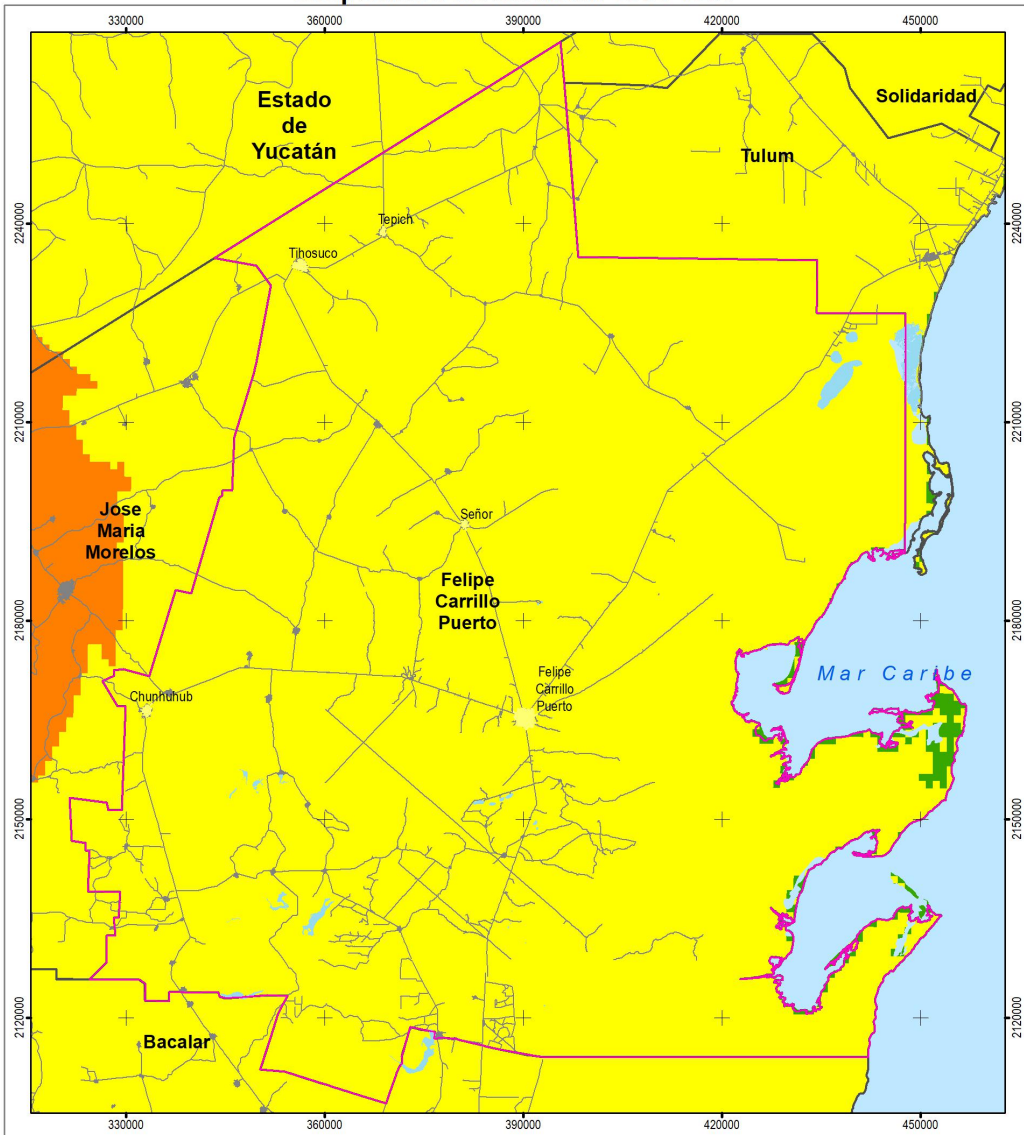 330000
360000
390000
420000
450000
Estado
de
Yucatán
Solidaridad
Tulum
2240000
2240000
Tepich
Tihosuco
2210000
2210000
Jose
Maria
Morelos
Señor
Felipe
Carrillo
Puerto
2180000
2180000
Mar Caribe
Chunhuhub
Felipe
Carrillo
Puerto
2150000
2150000
2120000
2120000
Bacalar
330000
360000
390000
420000
450000